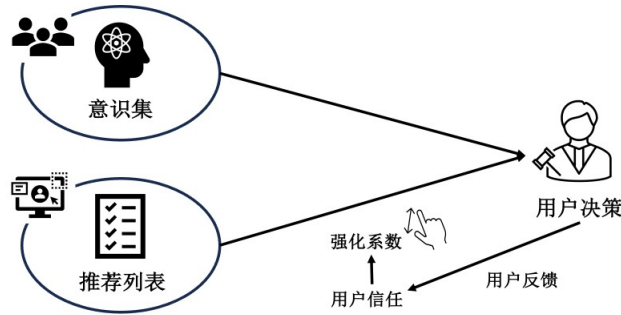 意识集
推荐列表
用户决策
强化系数
用户信任
用户反馈